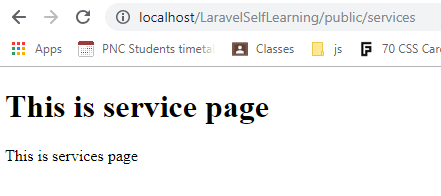 localhost/LaravelSelfLearning/public/services
Apps PNC Students timetal Classes js 70 CSS Card
This is service page
This is services page